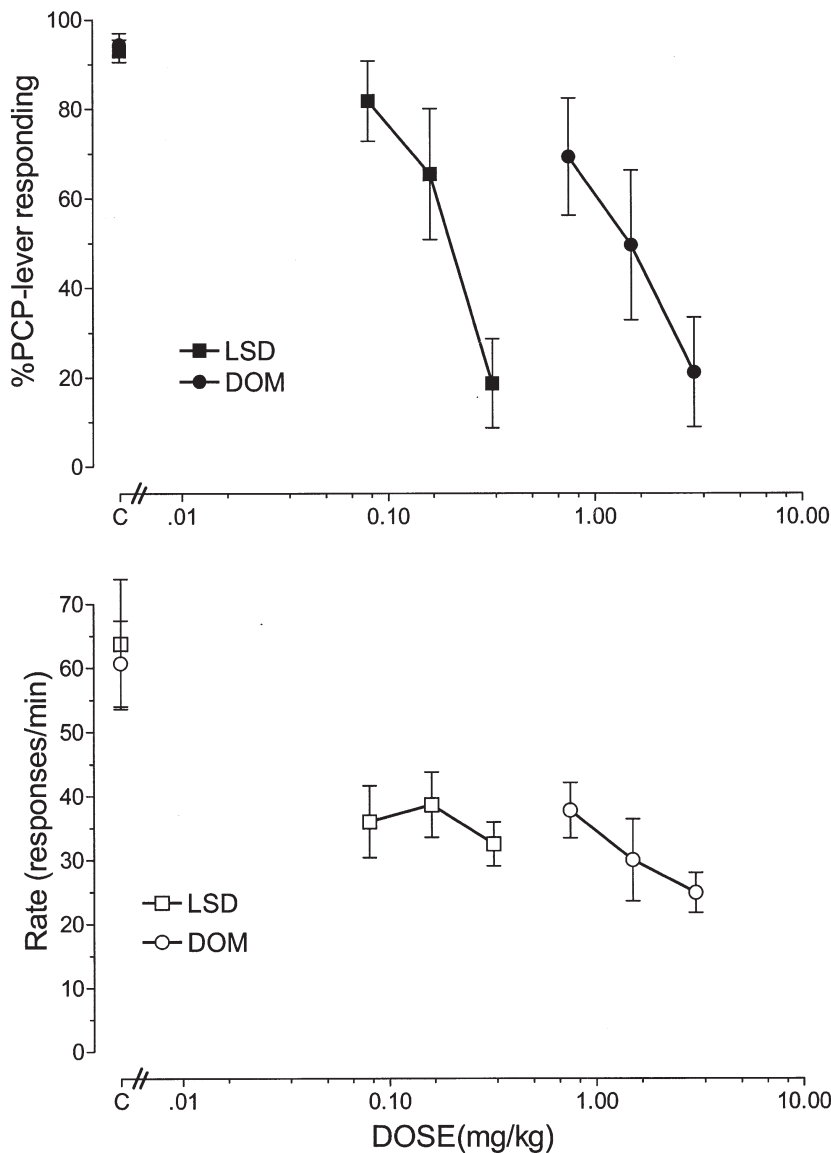 100
80
60
40
20
0
%PCP-lever responding
LSD
DOM
C .01 0.10 1.00 10.00
70
60
50
40
30
20
10
0
Rate (responses/min)
LSD
DOM
C .01 0.10 1.00 10.00
DOSE(mg/kg)